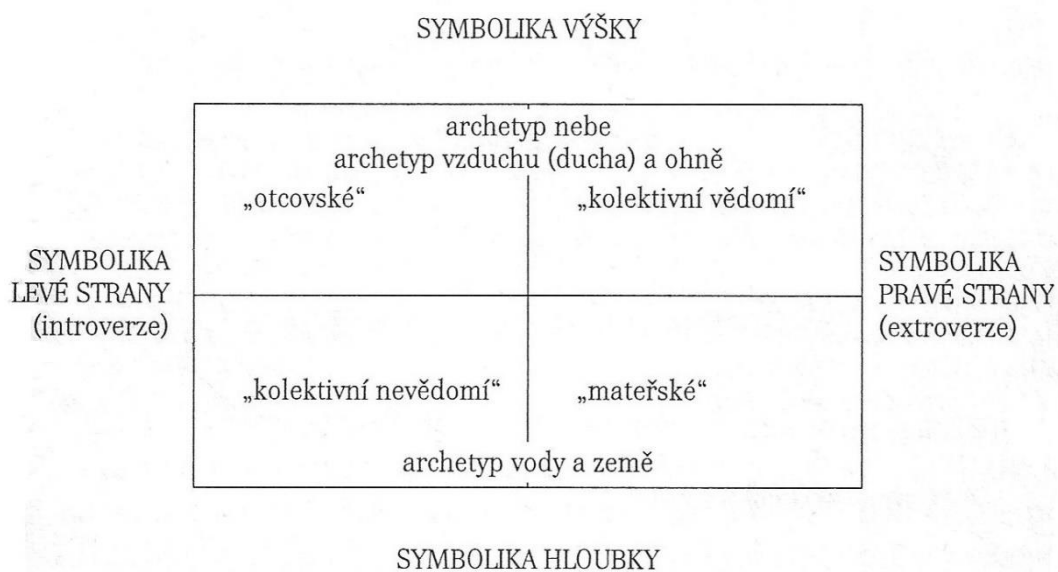 SYMBOLIKA VÝŠKY
archetyp nebe
archetyp vzduchu (ducha) a ohně
„otcovské“
„kolektivní vědomí“
SYMBOLIKA
LEVÉ STRANY
(introverze)
SYMBOLIKA
PRAVÉ STRANY
(extroverze)
„kolektivní nevědomí“
„mateřské“
archetyp vody a země
SYMBOLIKA HLOUBKY